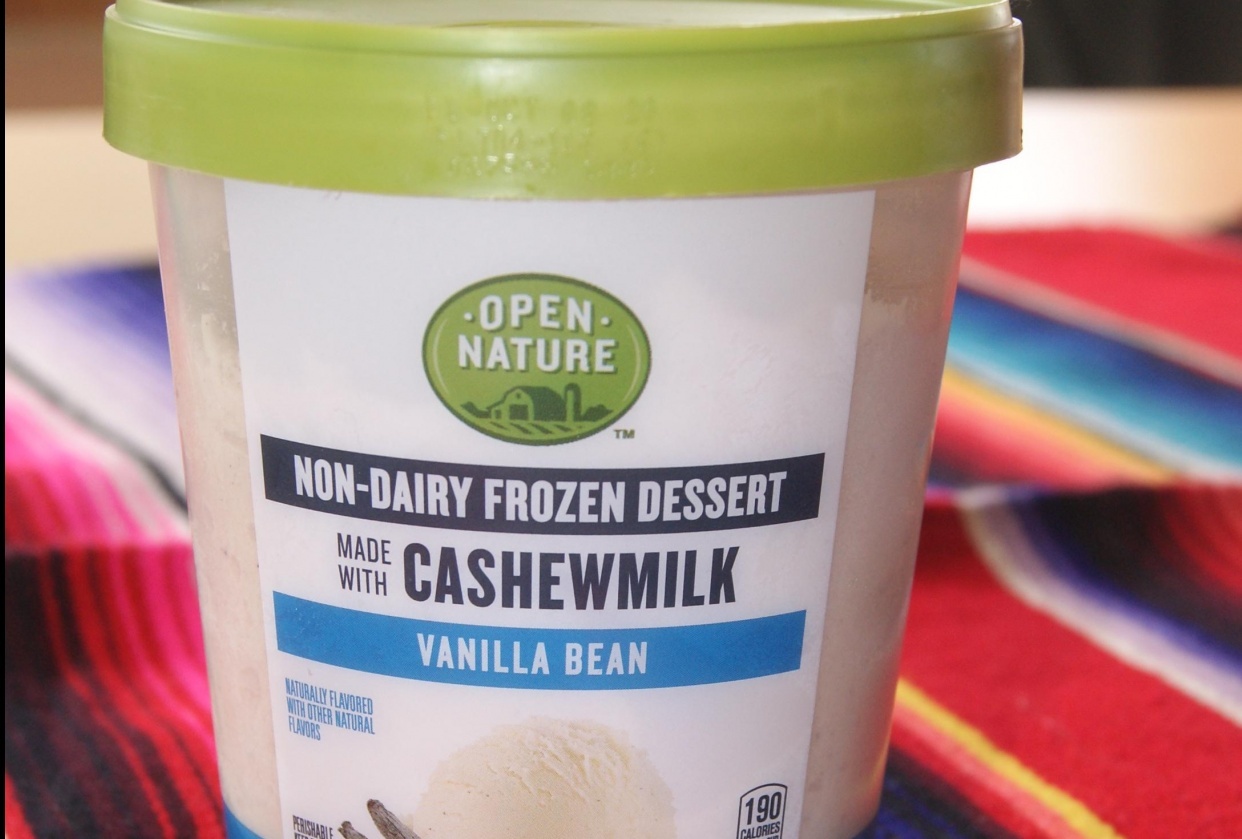 ·OPEN·
NATURE
TM
NON-DAIRY FROZEN DESSERT
MADE
WITH CASHEWMILK
VANILLA BEAN
NATURALLY FLAVORED
WITH OTHER NATURAL
FLAVORS
190
CALORIES
PERISHABLE